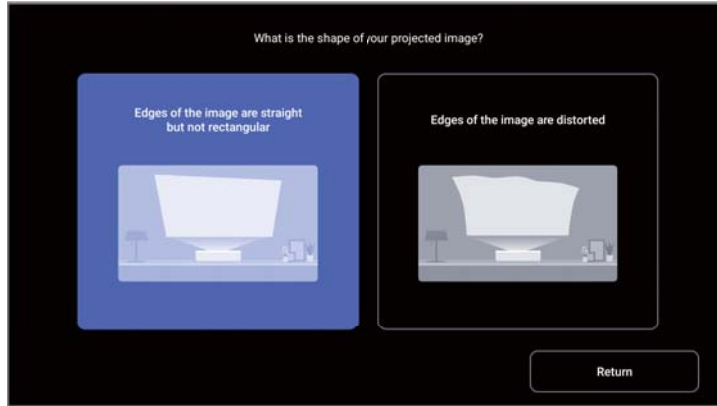 What is the shape of your projected image?
Edges of the image are straight
but not rectangular
Edges of the image are distorted
Return